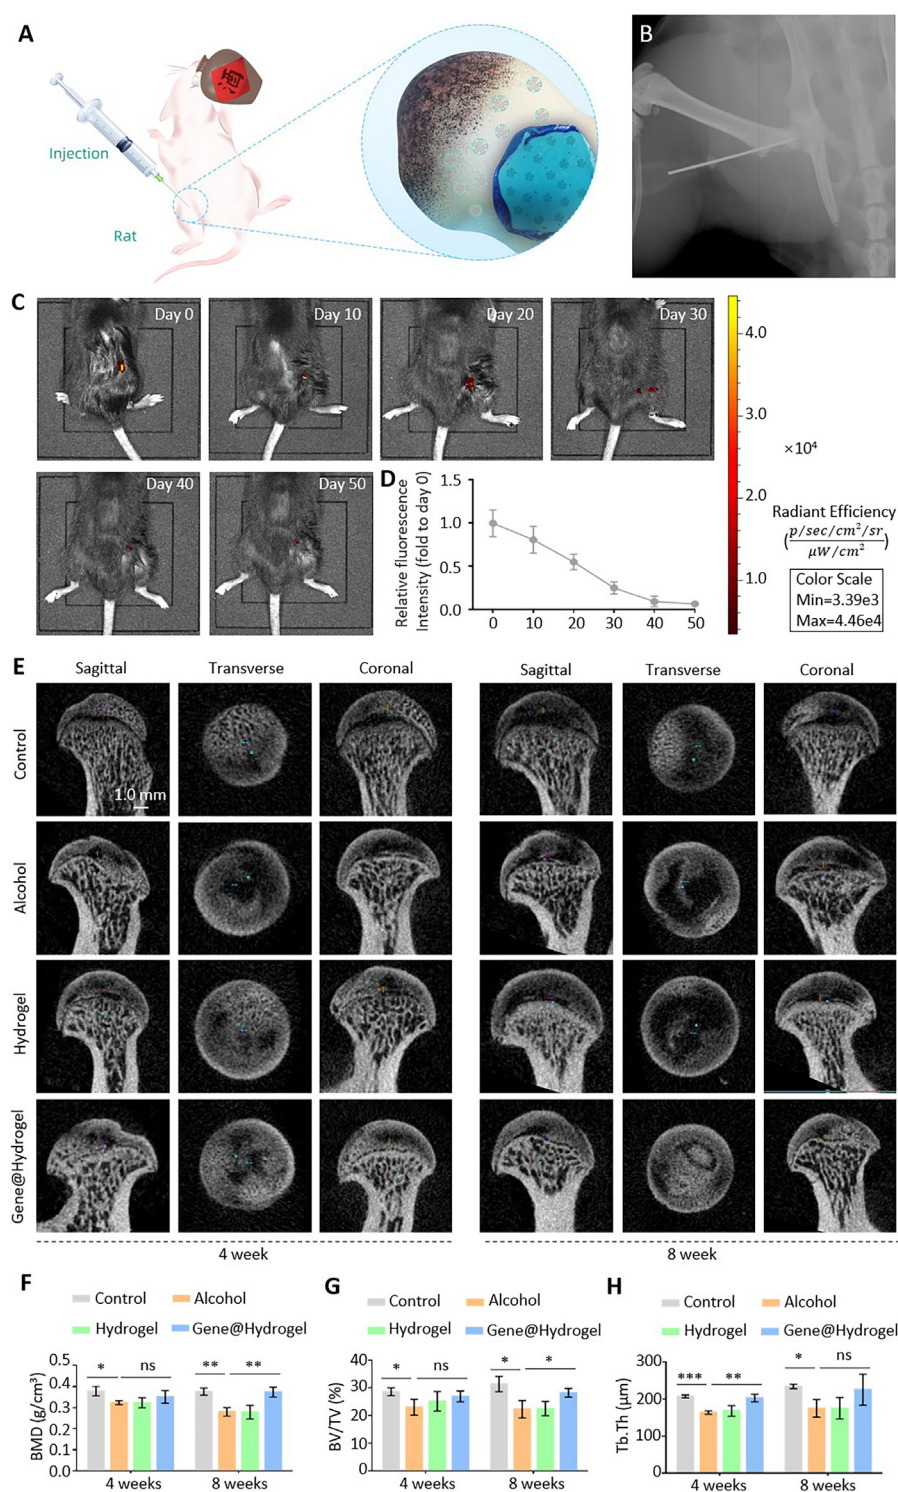 A
B
Injection
Rat
C
Day 0
Day 10
Day 20
Day 30
Day 40
Day 50
4.0
3.0
2.0
1.0
×10⁴
Radiant Efficiency
(p/sec/cm²/sr
μW/cm²)
Color Scale
Min=3.39e3
Max=4.46e4
D
Relative fluorescence
Intensity (fold to day 0)
1.5
1.0
0.5
0.0
0 10 20 30 40 50
E
Sagittal Transverse Coronal Sagittal Transverse Coronal
Control
1.0 mm
Alcohol
Hydrogel
Gene@Hydrogel
4 week 8 week
F
Control Alcohol
Hydrogel Gene@Hydrogel
BMD (g/cm³)
0.5
0.4
0.3
0.2
0.1
0.0
* ns ** **
4 weeks 8 weeks
G
Control Alcohol
Hydrogel Gene@Hydrogel
BV/TV (%)
40
30
20
10
0
* ns * *
4 weeks 8 weeks
H
Control Alcohol
Hydrogel Gene@Hydrogel
Tb.Th (μm)
300
200
100
0
*** ** * ns
4 weeks 8 weeks